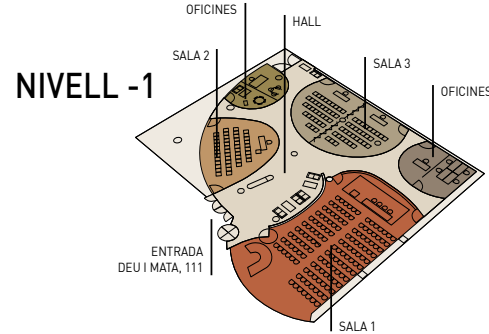 OFICINES
HALL
SALA 2
SALA 3
NIVELL -1
OFICINES
ENTRADA
DEU I MATA, 111
SALA 1